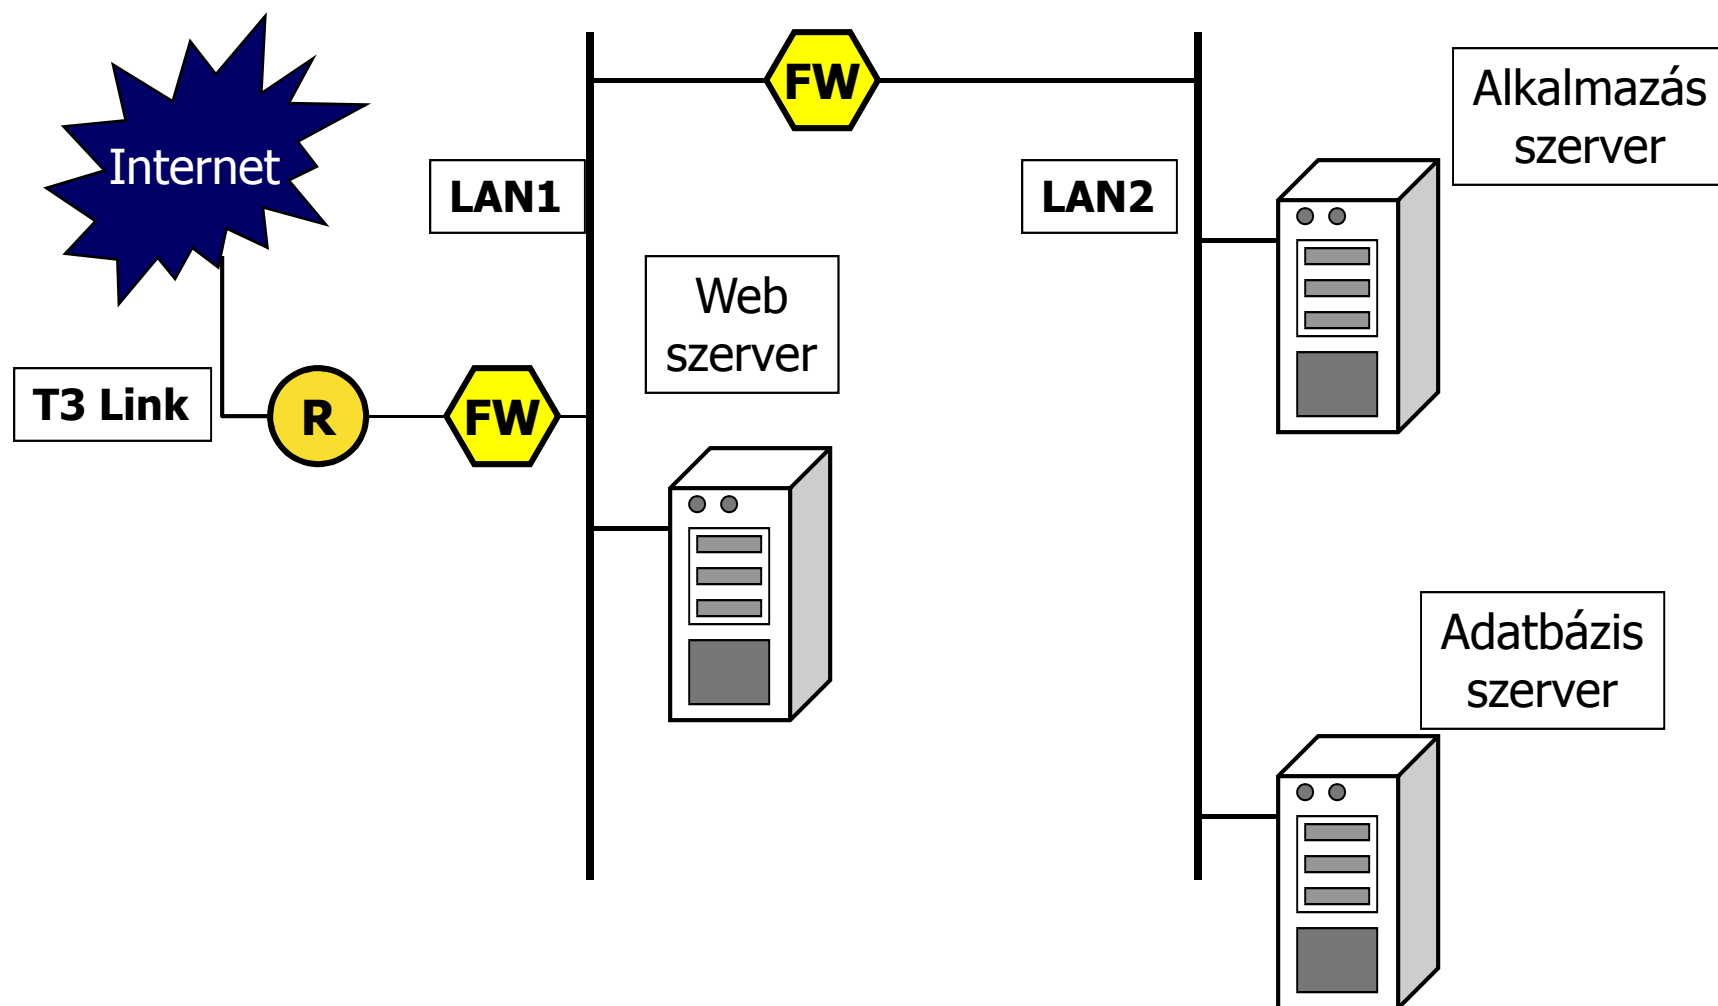 Internet
T3 Link
R
FW
LAN1
Web
szerver
FW
LAN2
Alkalmazás
szerver
Adatbázis
szerver